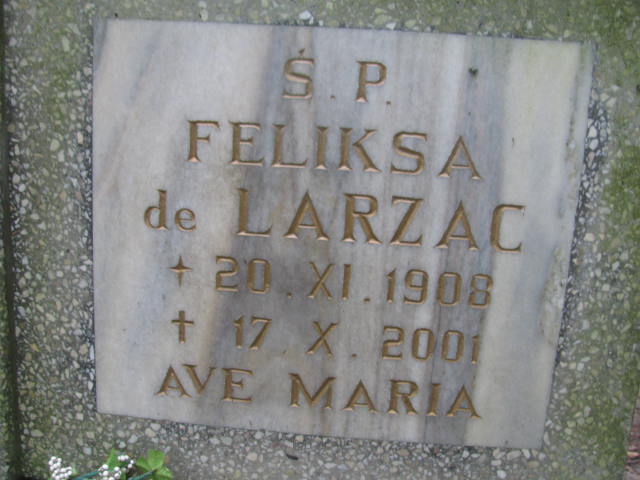 Ś.P.
FELIKSA
de LARZAC
20.XI.1908
† 17.X.2001
AVE MARIA